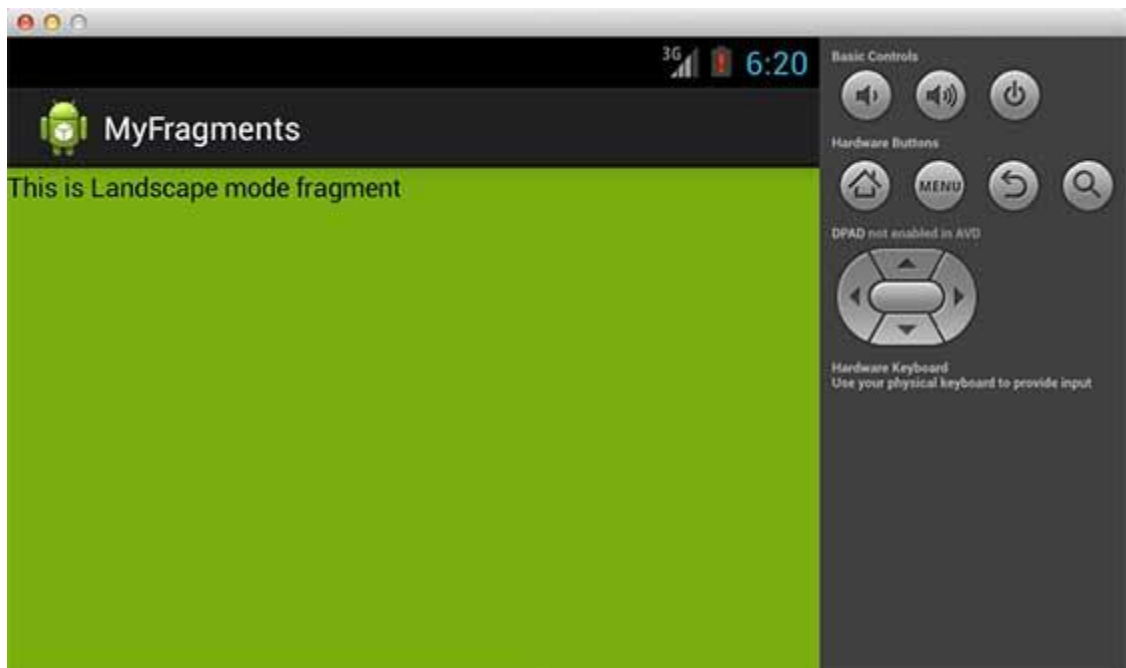 3G 6:20
MyFragments
This is Landscape mode fragment
Basic Controls
Hardware Buttons
MENU
DPAD not enabled in AVD
Hardware Keyboard
Use your physical keyboard to provide input